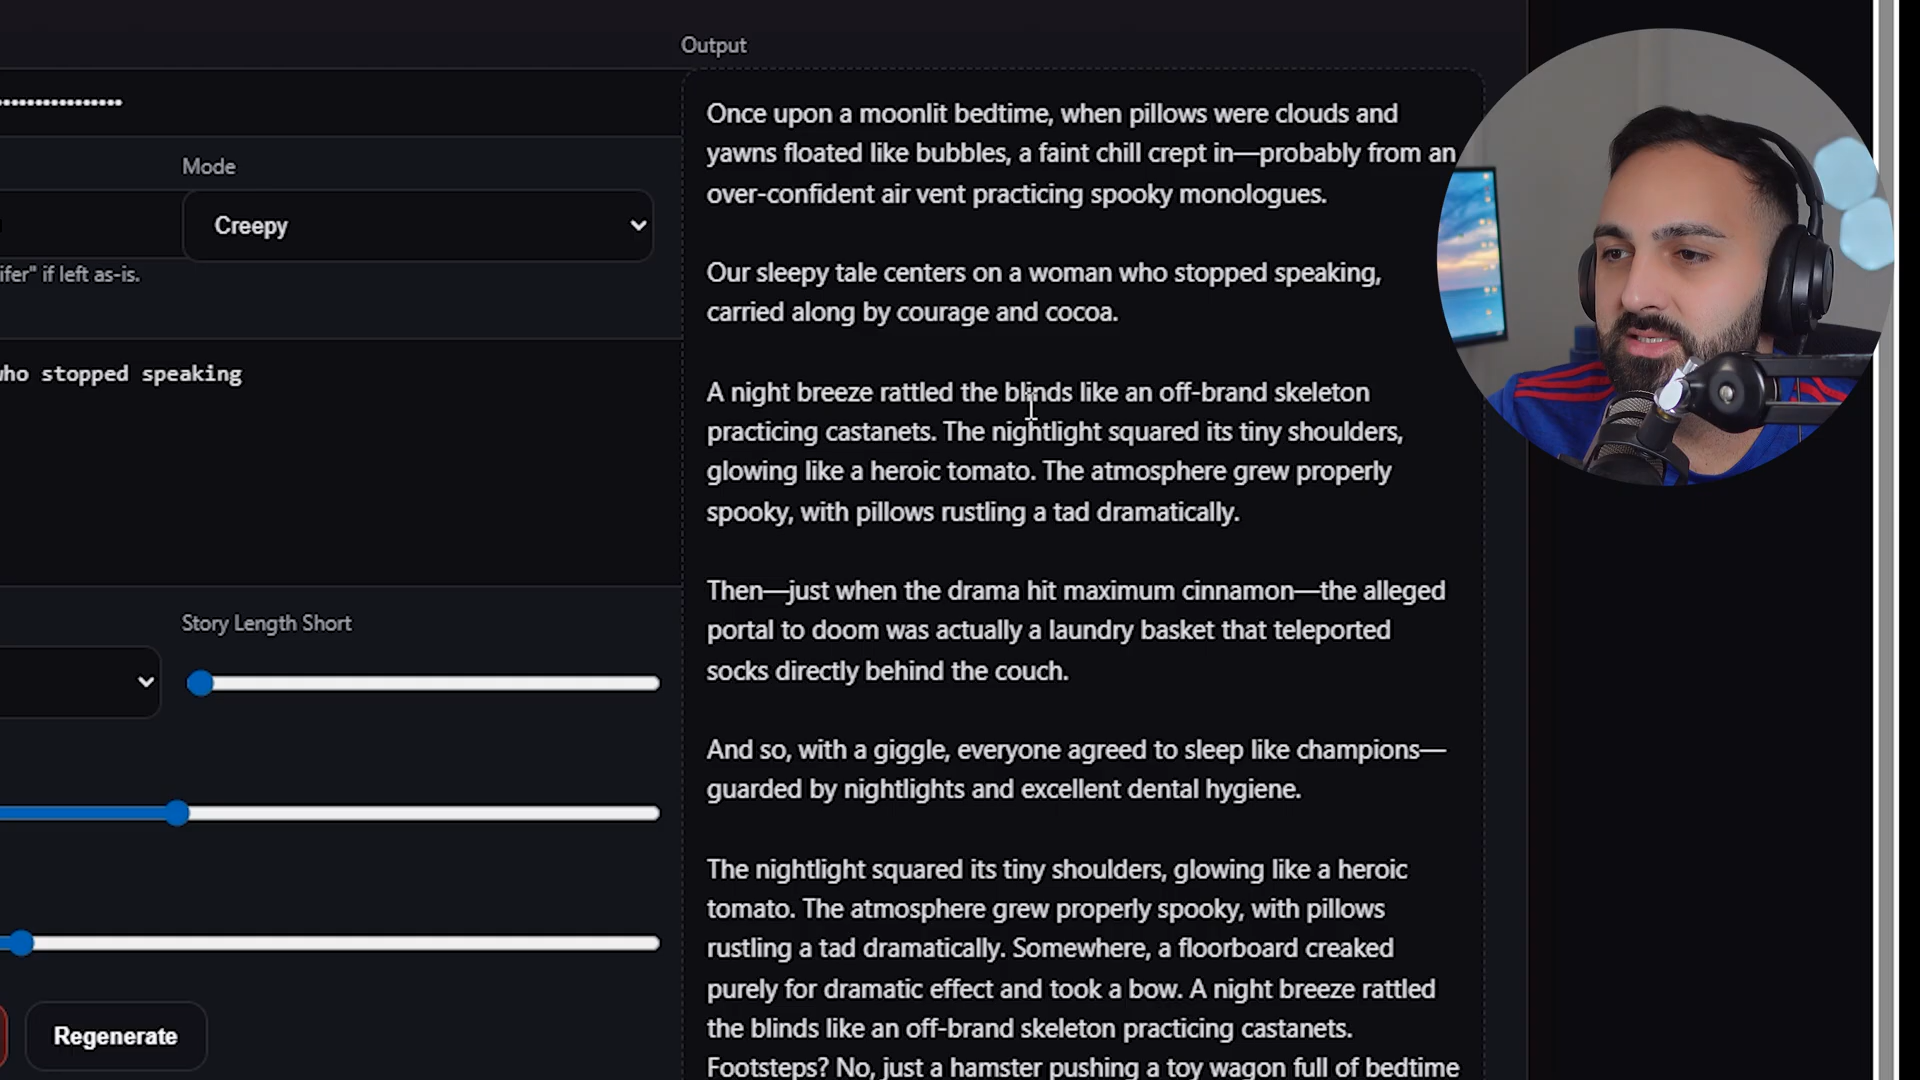 Output
Once upon a moonlit bedtime, when pillows were clouds and
yawns floated like bubbles, a faint chill crept in—probably from an
over-confident air vent practicing spooky monologues.
Our sleepy tale centers on a woman who stopped speaking,
carried along by courage and cocoa.
A night breeze rattled the blinds like an off-brand skeleton
practicing castanets. The nightlight squared its tiny shoulders,
glowing like a heroic tomato. The atmosphere grew properly
spooky, with pillows rustling a tad dramatically.
Then—just when the drama hit maximum cinnamon—the alleged
portal to doom was actually a laundry basket that teleported
socks directly behind the couch.
And so, with a giggle, everyone agreed to sleep like champions—
guarded by nightlights and excellent dental hygiene.
The nightlight squared its tiny shoulders, glowing like a heroic
tomato. The atmosphere grew properly spooky, with pillows
rustling a tad dramatically. Somewhere, a floorboard creaked
purely for dramatic effect and took a bow. A night breeze rattled
the blinds like an off-brand skeleton practicing castanets.
Footsteps? No, just a hamster pushing a toy wagon full of bedtime
Mode
Creepy
ifer" if left as-is.
who stopped speaking
Story Length Short
Regenerate